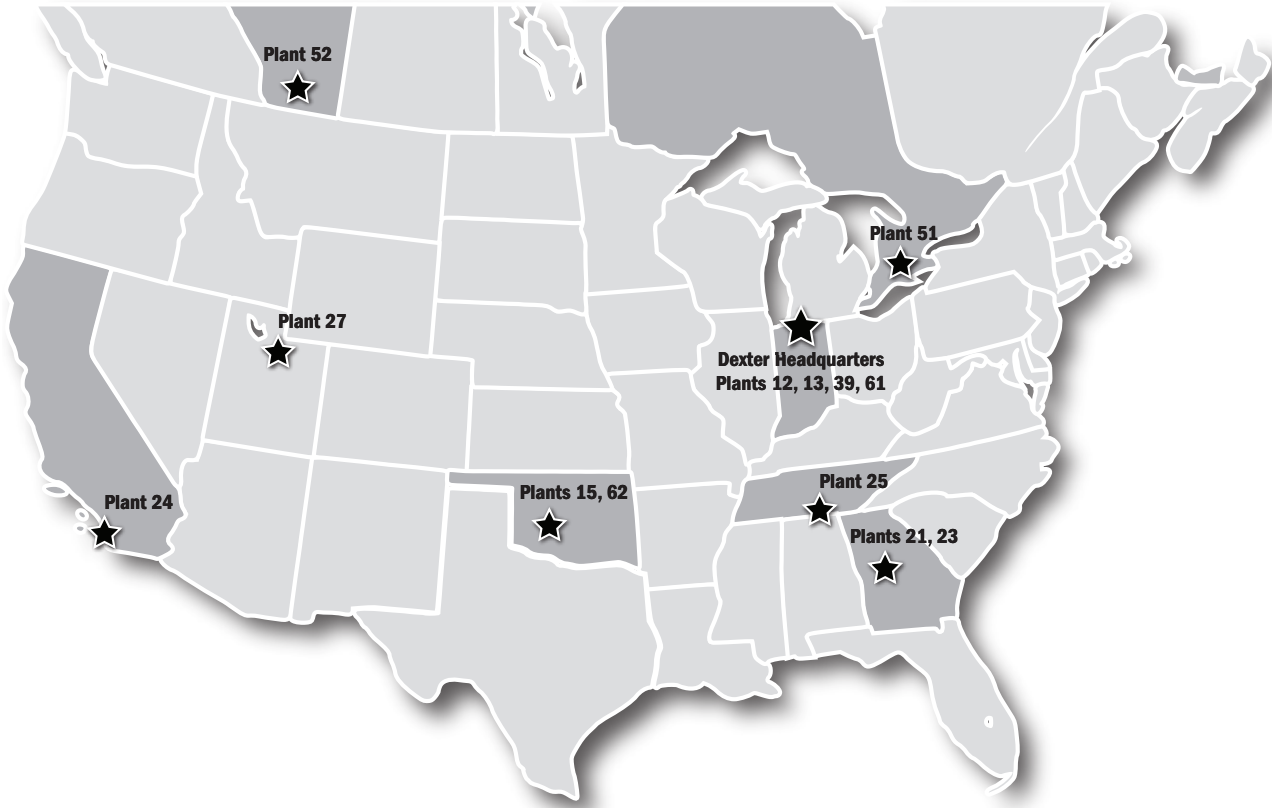 Plant 52
Plant 51
Plant 27
Dexter Headquarters
Plants 12, 13, 39, 61
Plant 24
Plants 15, 62
Plant 25
Plants 21, 23